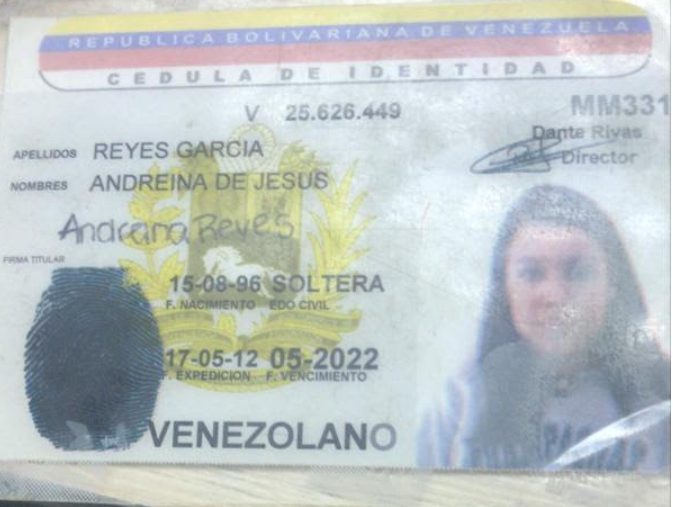 REPUBLICA BOLIVARIANA DE VENEZUELA
CEDULA DE IDENTIDAD
V 25.626.449 MM331
Dante Rivas
Director
APELLIDOS REYES GARCIA
NOMBRES ANDREINA DE JESUS
Andreina Reyes
FIRMA TITULAR
15-08-96 SOLTERA
F. NACIMIENTO EDO CIVIL
17-05-12 05-2022
F. EXPEDICION F. VENCIMIENTO
VENEZOLANO